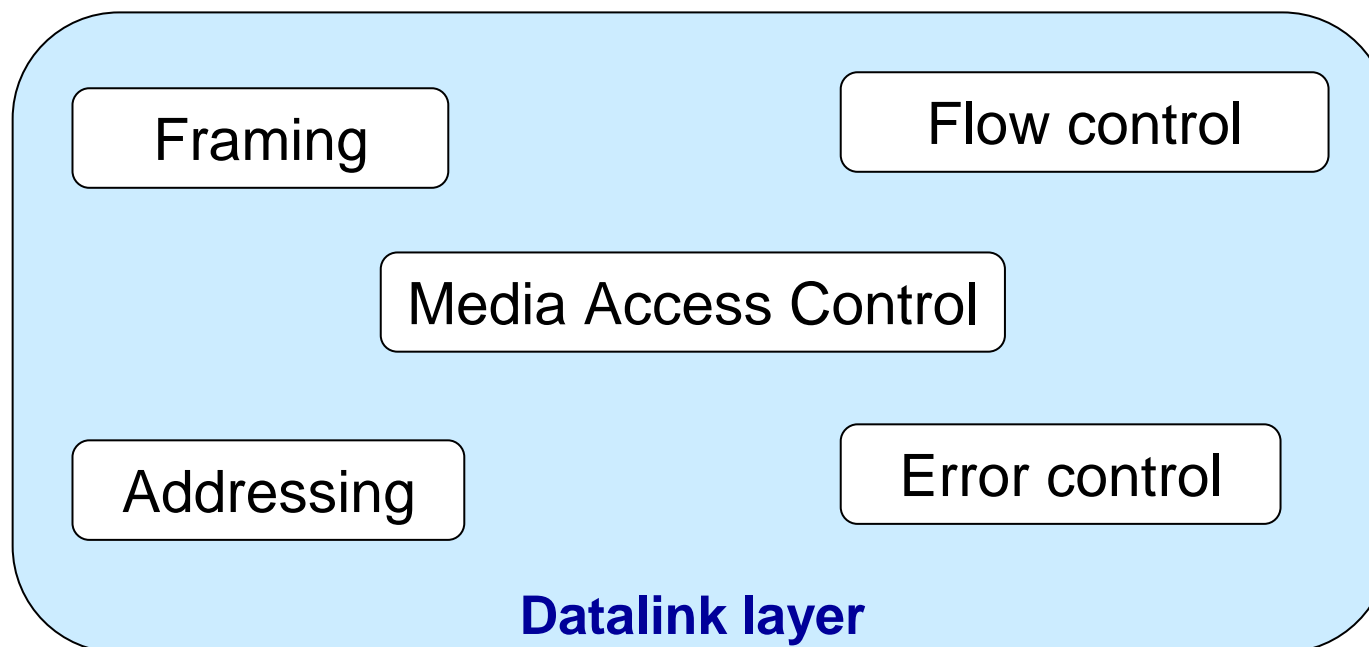 Framing
Flow control
Media Access Control
Addressing
Error control
Datalink layer